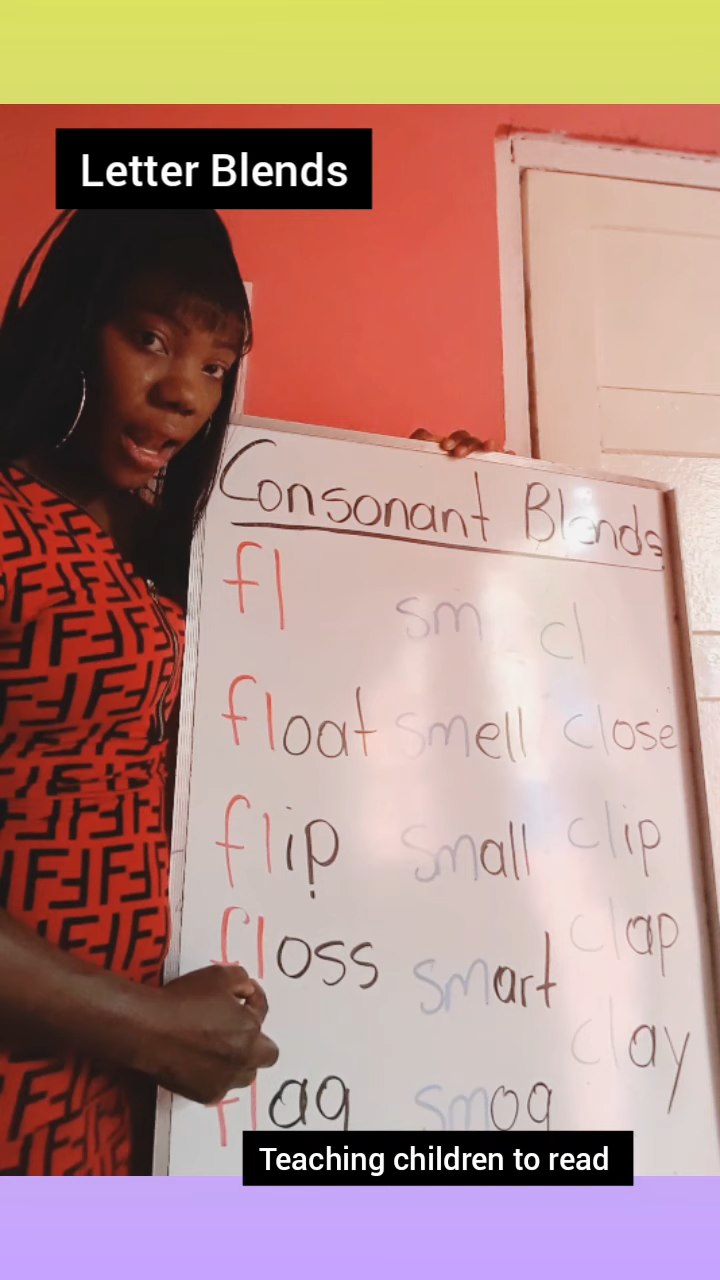 Letter Blends
Consonant Blends
fl sm cl
float smell close
flip small clip
floss smart clap
clay
flag smog
Teaching children to read